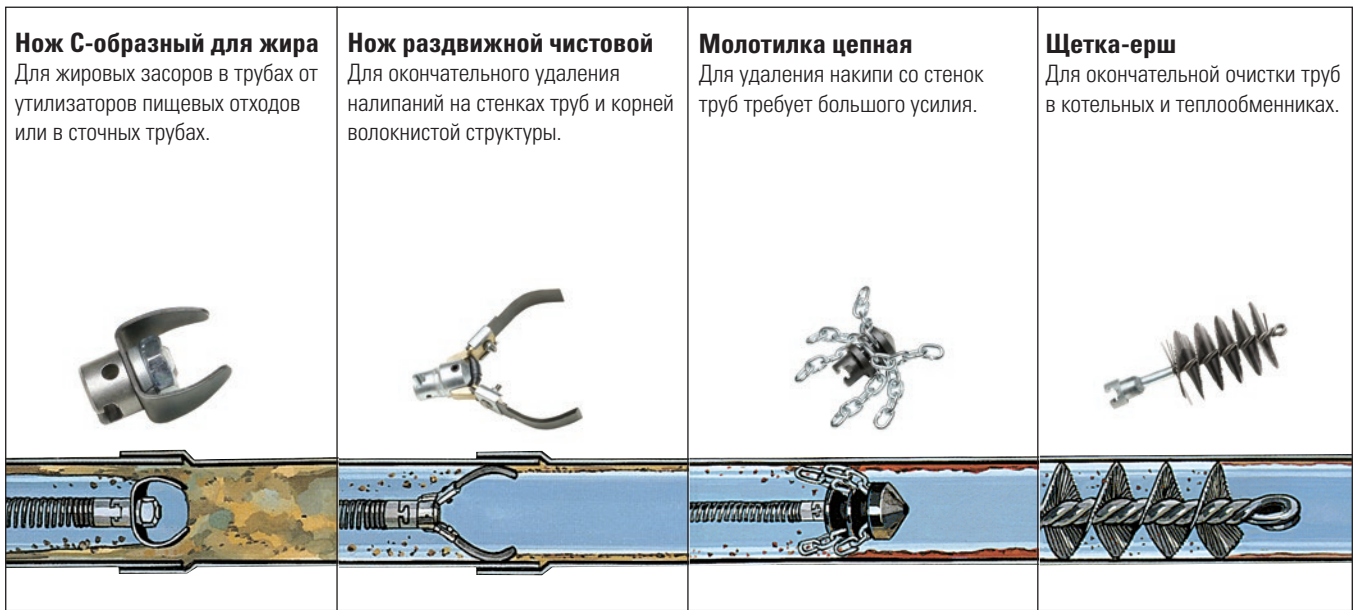 Нож С-образный для жира
Для жировых засоров в трубах от
утилизаторов пищевых отходов
или в сточных трубах.
Нож раздвижной чистовой
Для окончательного удаления
налипаний на стенках труб и корней
волокнистой структуры.
Молотилка цепная
Для удаления накипи со стенок
труб требует большого усилия.
Щетка-ерш
Для окончательной очистки труб
в котельных и теплообменниках.